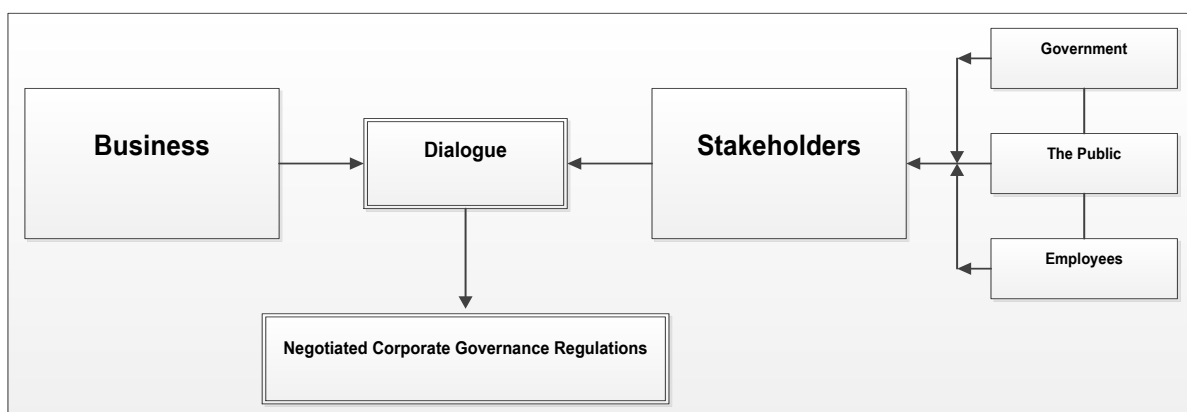 Government
Business
Dialogue
Stakeholders
The Public
Employees
Negotiated Corporate Governance Regulations